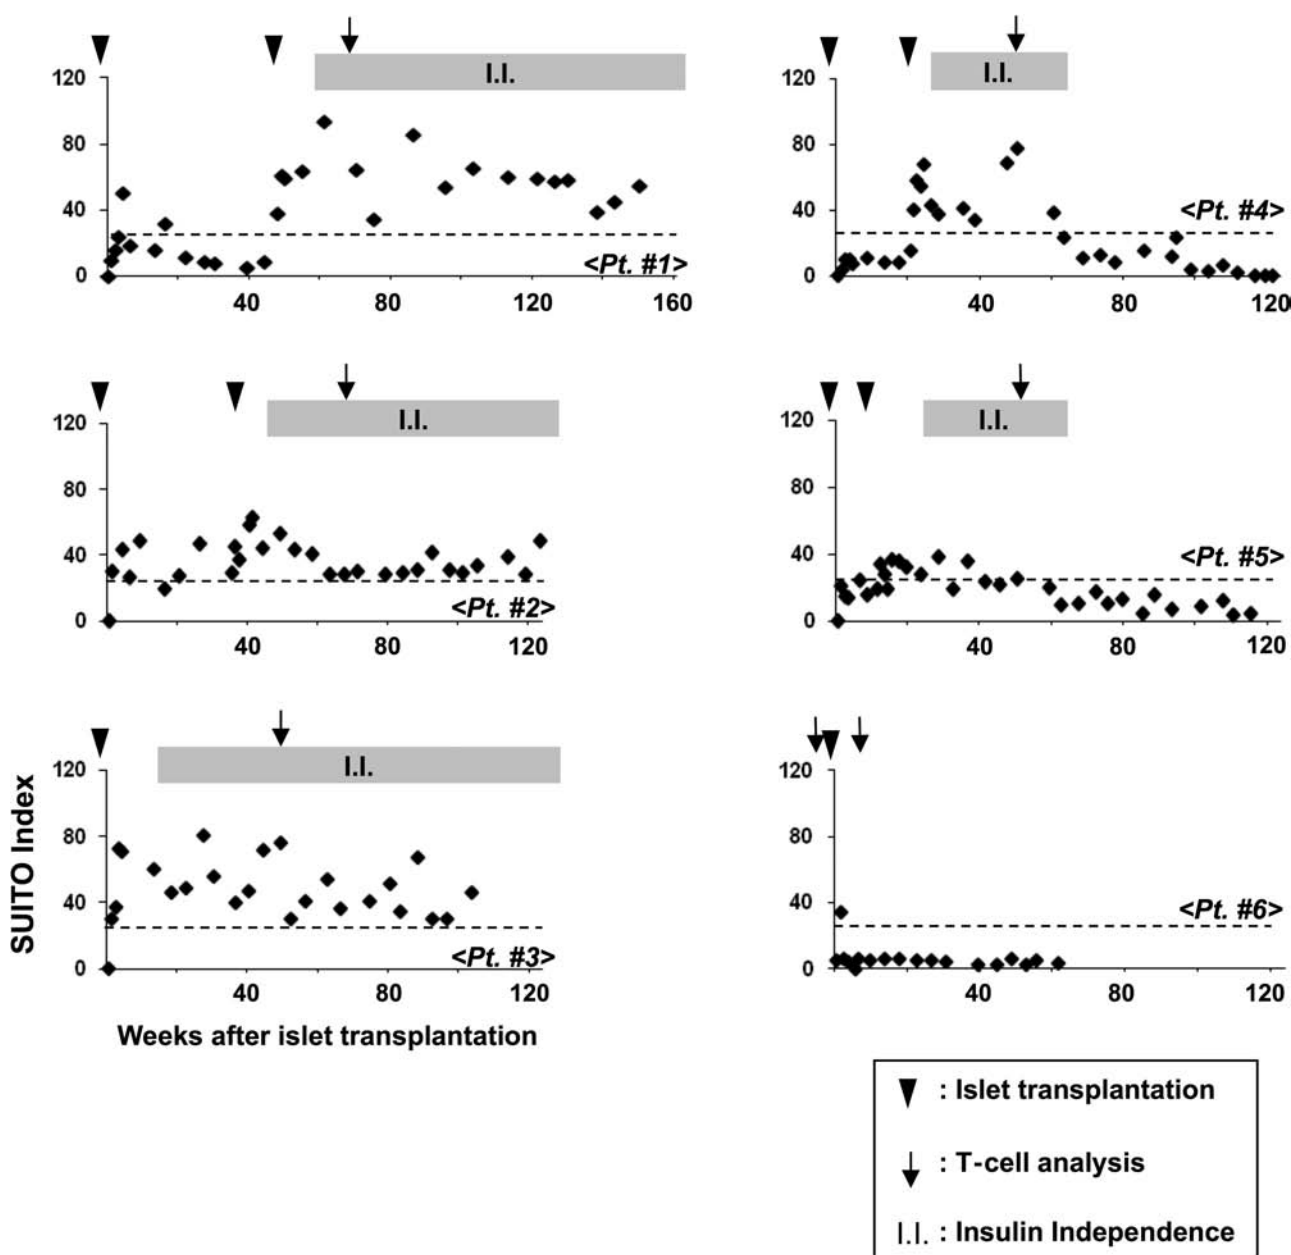 I.I.
120
80
40
0
<Pt. #1>
40
80
120
160
I.I.
120
80
40
0
<Pt. #4>
40
80
120
I.I.
120
80
40
0
<Pt. #2>
40
80
120
I.I.
120
80
40
0
<Pt. #5>
40
80
120
SUITO Index
I.I.
120
80
40
0
<Pt. #3>
40
80
120
Weeks after islet transplantation
120
80
40
0
<Pt. #6>
40
80
120
: Islet transplantation
: T-cell analysis
I.I. : Insulin Independence